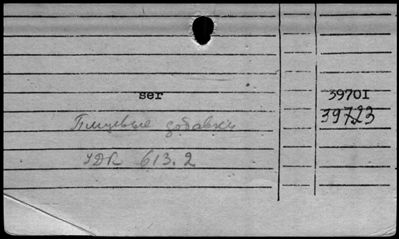 ser 39701
Пищевые добавки 39723
УДК 613.2